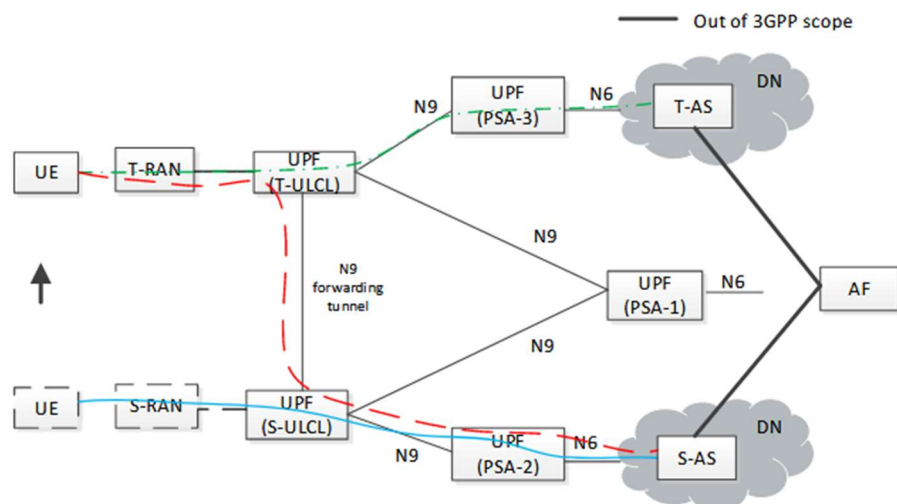 Out of 3GPP scope
UPF
(PSA-3)
N6
DN
T-AS
N9
UE
T-RAN
UPF
(T-ULCL)
N9
N9
forwarding
tunnel
UPF
(PSA-1)
N6
AF
N9
UE
S-RAN
UPF
(S-ULCL)
N9
UPF
(PSA-2)
N6
DN
S-AS